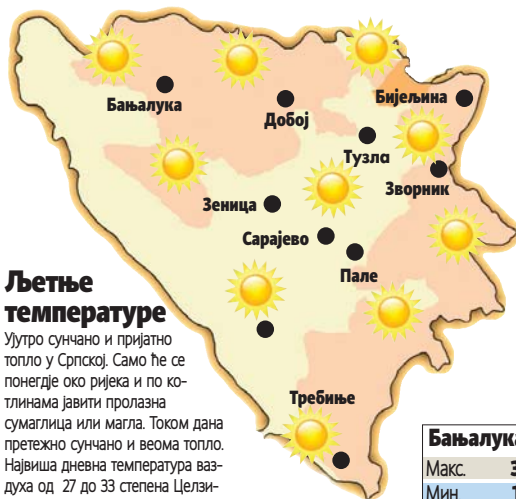 Бањалука
Добој
Бијељина
Тузла
Зворник
Зеница
Сарајево
Пале
Требиње
Љетње
температуре
Ујутро сунчано и пријатно
топло у Српској. Само ће се
понегдје око ријека и по ко-
тлинама јавити пролазна
сумаглица или магла. Током дана
претежно сунчано и веома топло.
Највиша дневна температура ваз-
духа од 27 до 33 степена Целзи-
Бањалука
Макс.
Мин